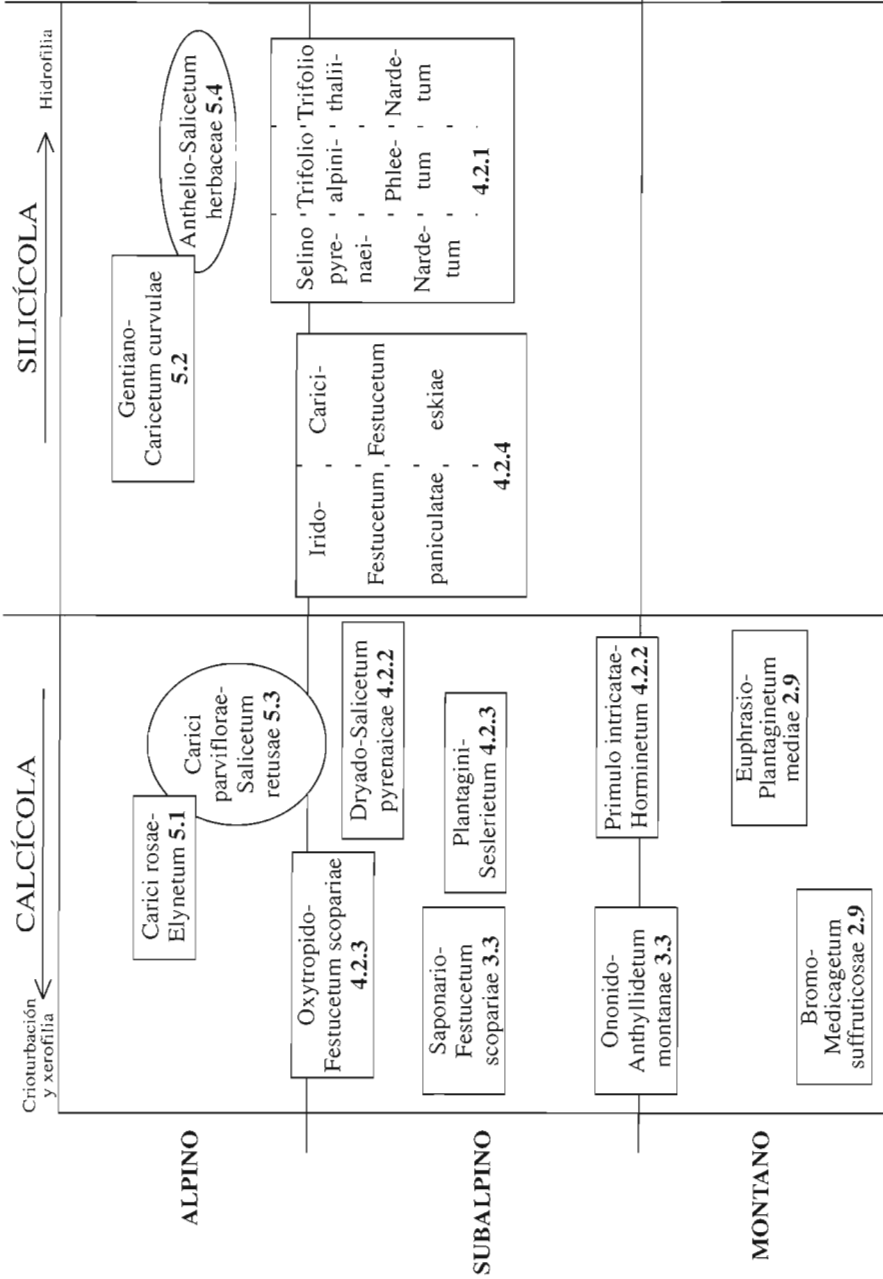 CALCÍCOLA
SILICÍCOLA
Crioturbación
y xerofilia
Hidrofilia
ALPINO
SUBALPINO
MONTANO
Carici rosae-
Elynetum 5.1
Carici
parviflorae-
Salicetum
retusae 5.3
Gentiano-
Caricetum curvulae
5.2
Anthelio-Salicetum
herbaceae 5.4
Oxytropido-
Festucetum scopariae
4.2.3
Dryado-Salicetum
pyrenaicae 4.2.2
Irido- Carici-
Festucetum Festucetum
paniculatae eskiae
4.2.4
Selino Trifolio Trifolio
pyre- alpini- thalii-
naei-
Narde- Phlee- Narde-
tum tum tum
4.2.1
Saponario-
Festucetum
scopariae 3.3
Plantagini-
Seslerietum 4.2.3
Ononido-
Anthyllidetum
montanae 3.3
Primulo intricatae-
Horminetum 4.2.2
Bromo-
Medicagetum
suffruticosae 2.9
Euphrasio-
Plantaginetum
mediae 2.9